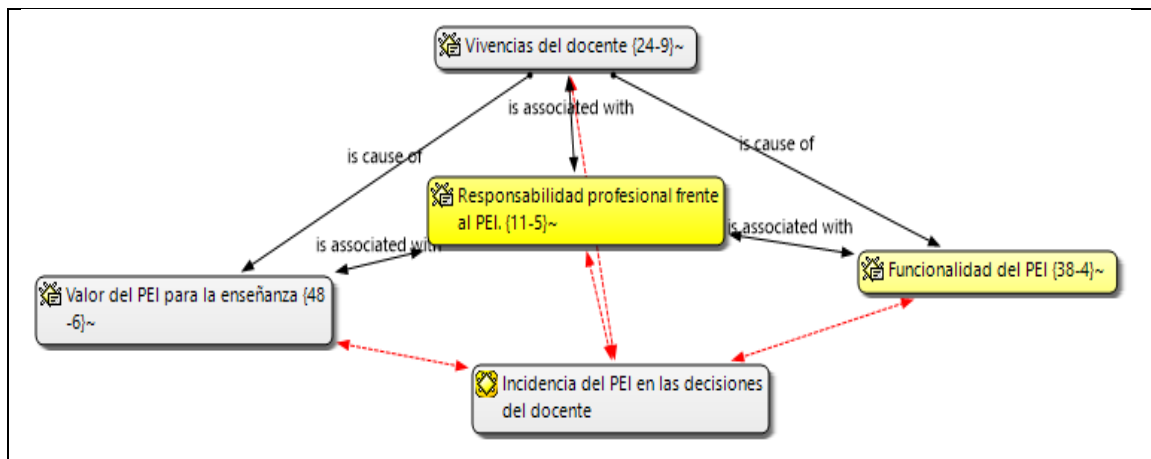 Vivencias del docente {24-9}~
is associated with
is cause of
is cause of
Responsabilidad profesional frente
al PEI. {11-5}~
is associated with
is associated with
Funcionalidad del PEI {38-4}~
Valor del PEI para la enseñanza {48
-6}~
Incidencia del PEI en las decisiones
del docente